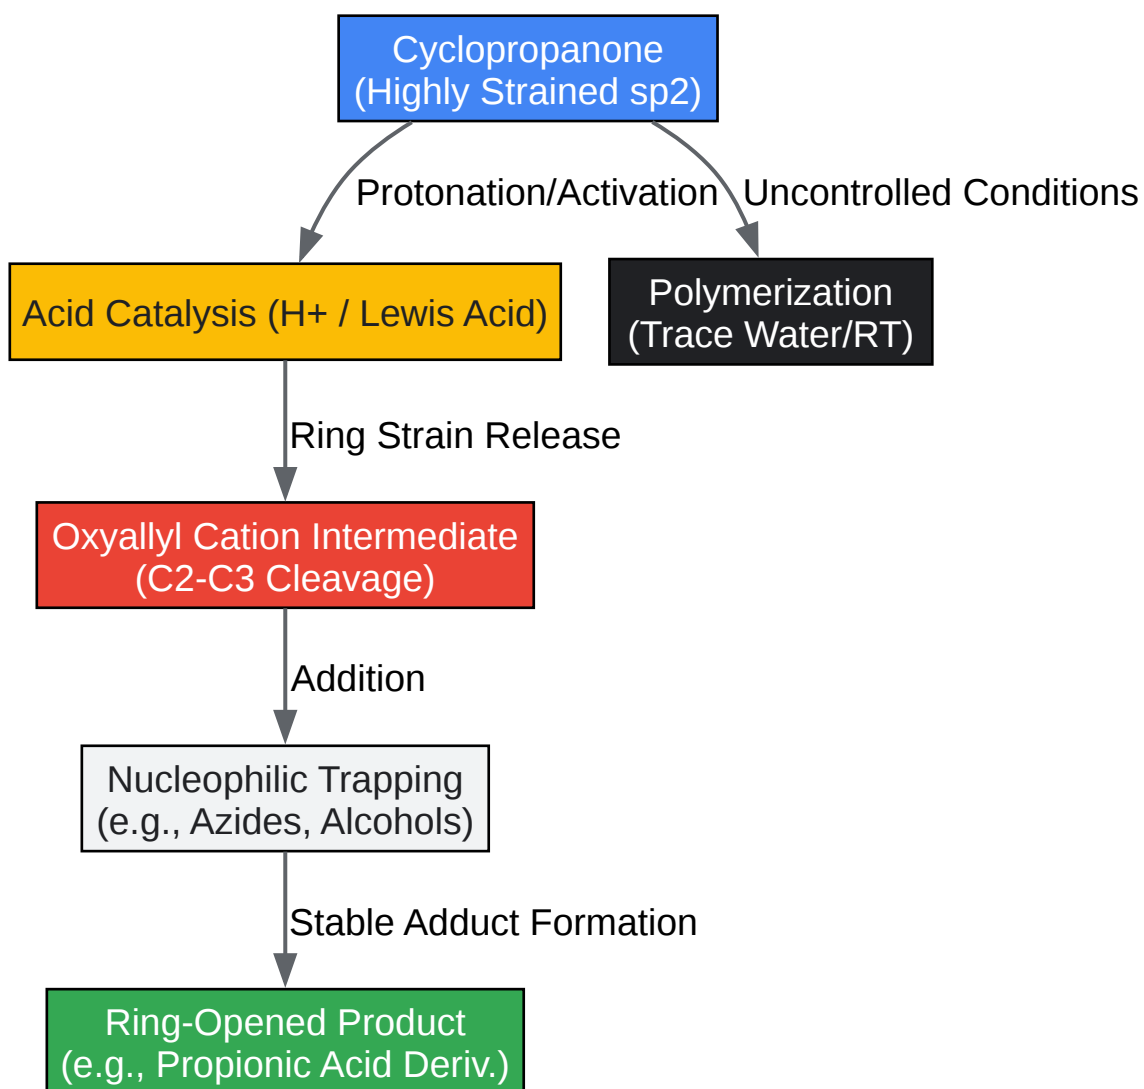 Cyclopropanone
(Highly Strained sp2)
Protonation/Activation
Uncontrolled Conditions
Acid Catalysis (H+ / Lewis Acid)
Polymerization
(Trace Water/RT)
Ring Strain Release
Oxyallyl Cation Intermediate
(C2-C3 Cleavage)
Addition
Nucleophilic Trapping
(e.g., Azides, Alcohols)
Stable Adduct Formation
Ring-Opened Product
(e.g., Propionic Acid Deriv.)